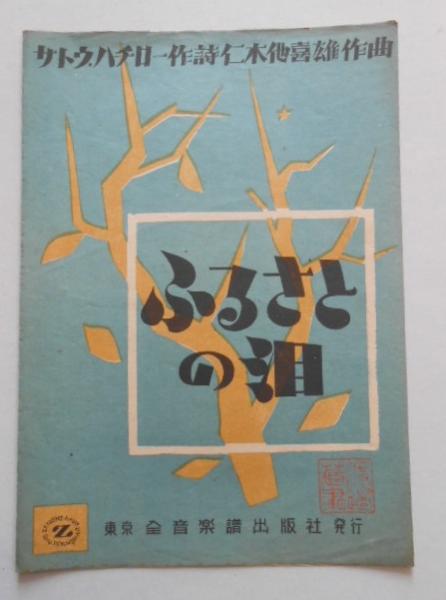 サトウ・ハチロー作詩 仁木他喜雄作曲
ふるさと
の泪
東京 全音楽譜出版社 発行